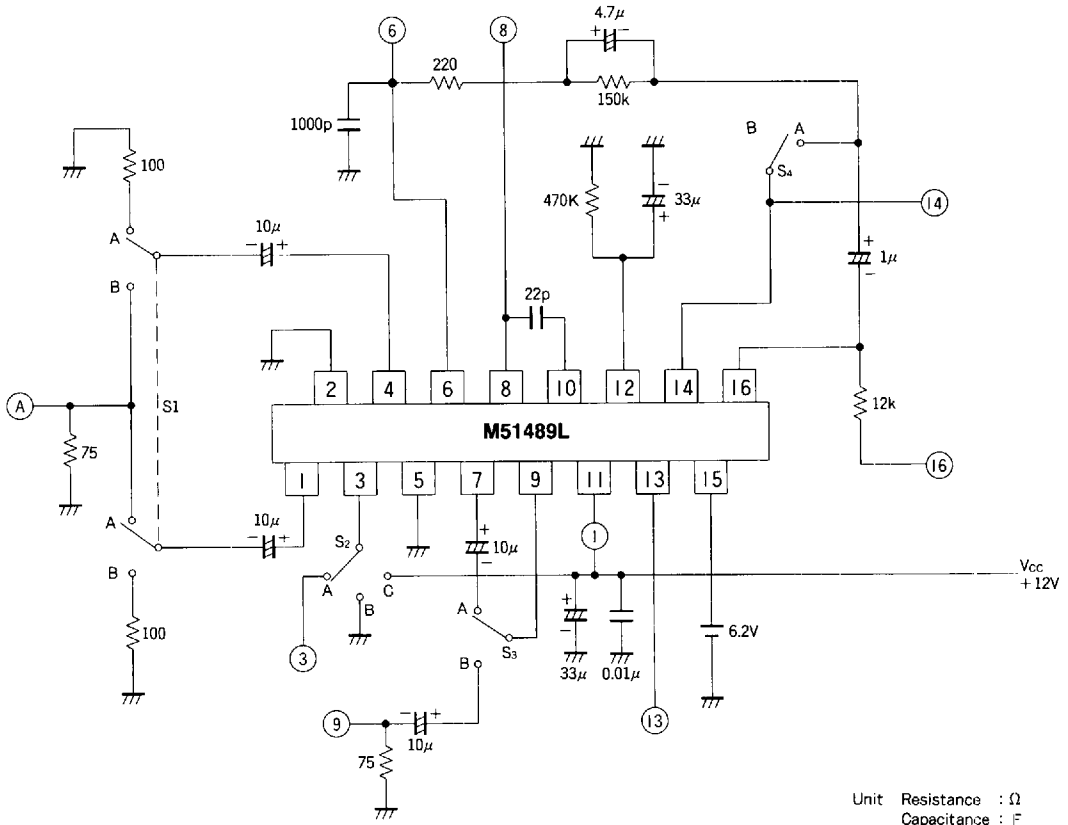 4.7μ
+ −
6
8
220
150k
1000p
B
A
S4
100
470K
−
33μ
+
14
10μ
− +
A
+
1μ
−
B
22p
2
4
6
8
10
12
14
16
A
S1
M51489L
12k
75
16
1
3
5
7
9
11
13
15
A
10μ
− +
S2
+
10μ
−
1
Vcc
+12V
B
A
B
C
A
+
−
6.2V
100
S3
3
B
33μ
0.01μ
9
− +
10μ
13
75
Unit Resistance : Ω
Capacitance : F